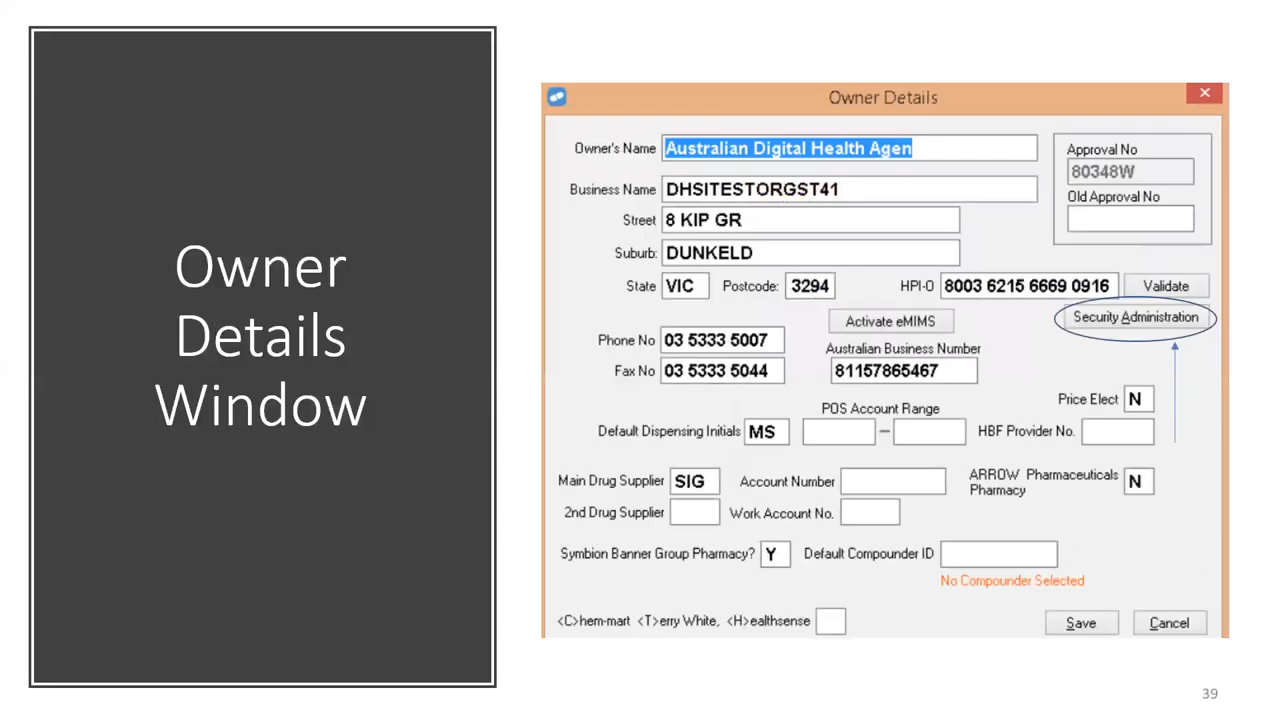 Owner
Details
Window
Owner Details
Owner's Name Australian Digital Health Agen
Approval No
80348W
Old Approval No
Business Name DHSITESTORGST41
Street 8 KIP GR
Suburb: DUNKELD
State VIC Postcode: 3294 HPI-O 8003 6215 6669 0916 Validate
Activate eMIMS Security Administration
Phone No 03 5333 5007 Australian Business Number
Fax No 03 5333 5044 81157865467
Price Elect N
POS Account Range
Default Dispensing Initials MS – HBF Provider No.
Main Drug Supplier SIG Account Number ARROW Pharmaceuticals
Pharmacy N
2nd Drug Supplier Work Account No.
Symbion Banner Group Pharmacy? Y Default Compounder ID
No Compounder Selected
<C>hem-mart <T>erry White, <H>ealthsense Save Cancel
39